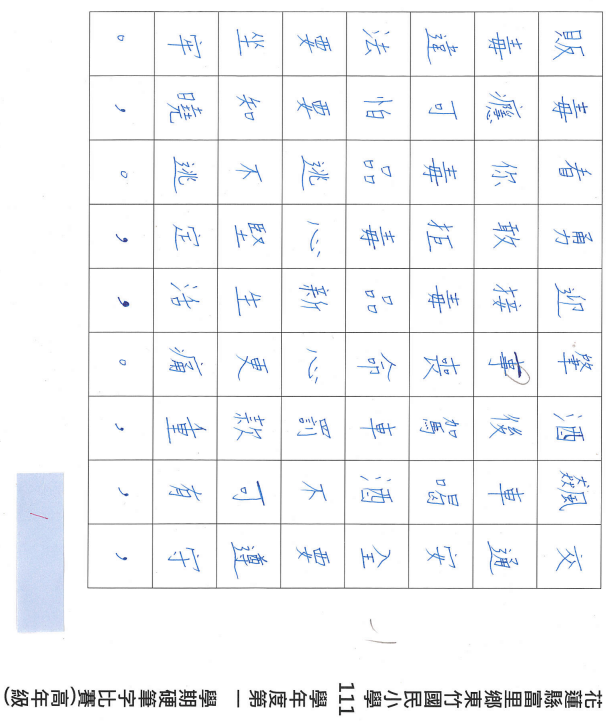 花蓮縣富里鄉東竹國民小學 111 學年度第一學期硬筆字比賽(高年級)
交通安全要遵守,
飆車喝酒不可有,
酒後駕車罰款重,
肇事喪命心更痛。
迎接毒品新生活,
勇敢拒毒心堅定,
看你毒品逃不逃。
毒癮可怕要知曉,
販毒違法要坐牢。